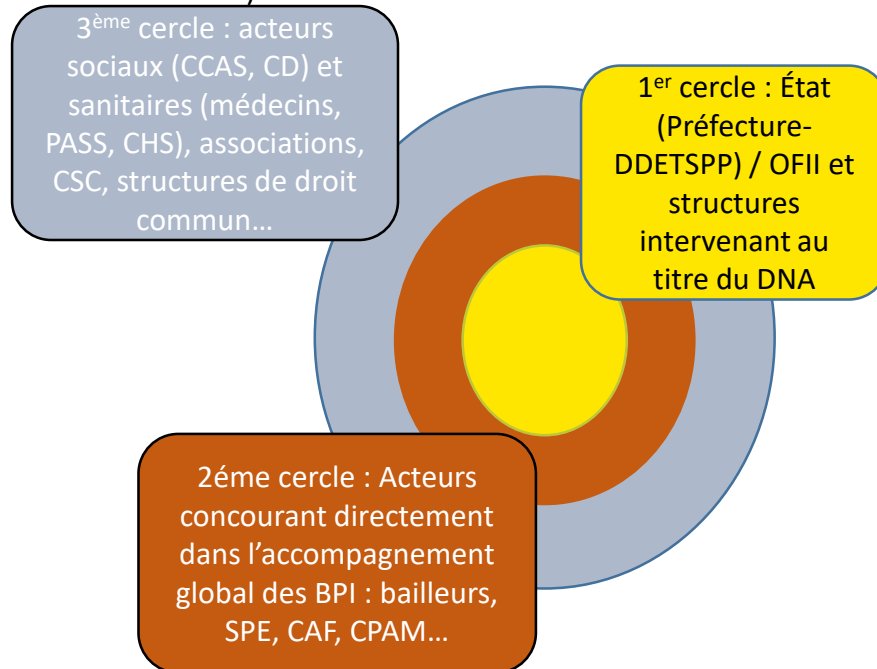 3ème cercle : acteurs
sociaux (CCAS, CD) et
sanitaires (médecins,
PASS, CHS), associations,
CSC, structures de droit
commun…
1er cercle : État
(Préfecture-
DDETSPP) / OFII et
structures
intervenant au
titre du DNA
2éme cercle : Acteurs
concourant directement
dans l’accompagnement
global des BPI : bailleurs,
SPE, CAF, CPAM…